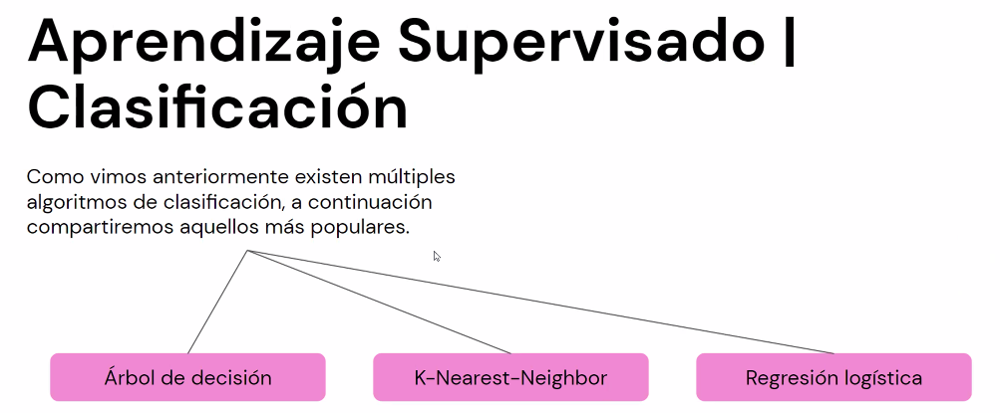 Aprendizaje Supervisado |
Clasificación
Como vimos anteriormente existen múltiples
algoritmos de clasificación, a continuación
compartiremos aquellos más populares.
Árbol de decisión
K-Nearest-Neighbor
Regresión logística